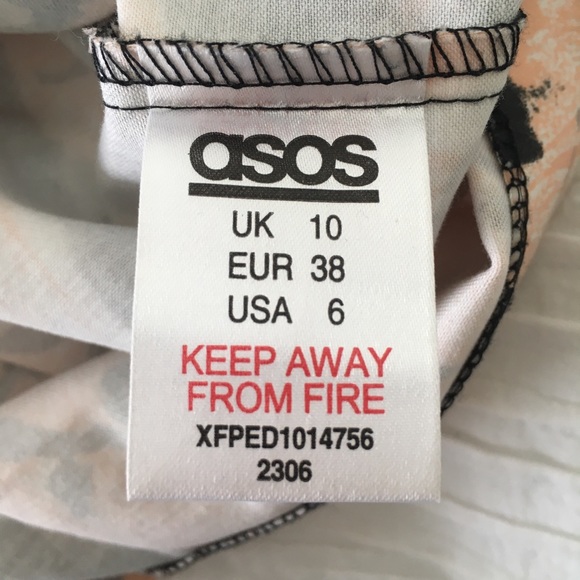 asos
UK 10
EUR 38
USA 6
KEEP AWAY
FROM FIRE
XFPED1014756
2306